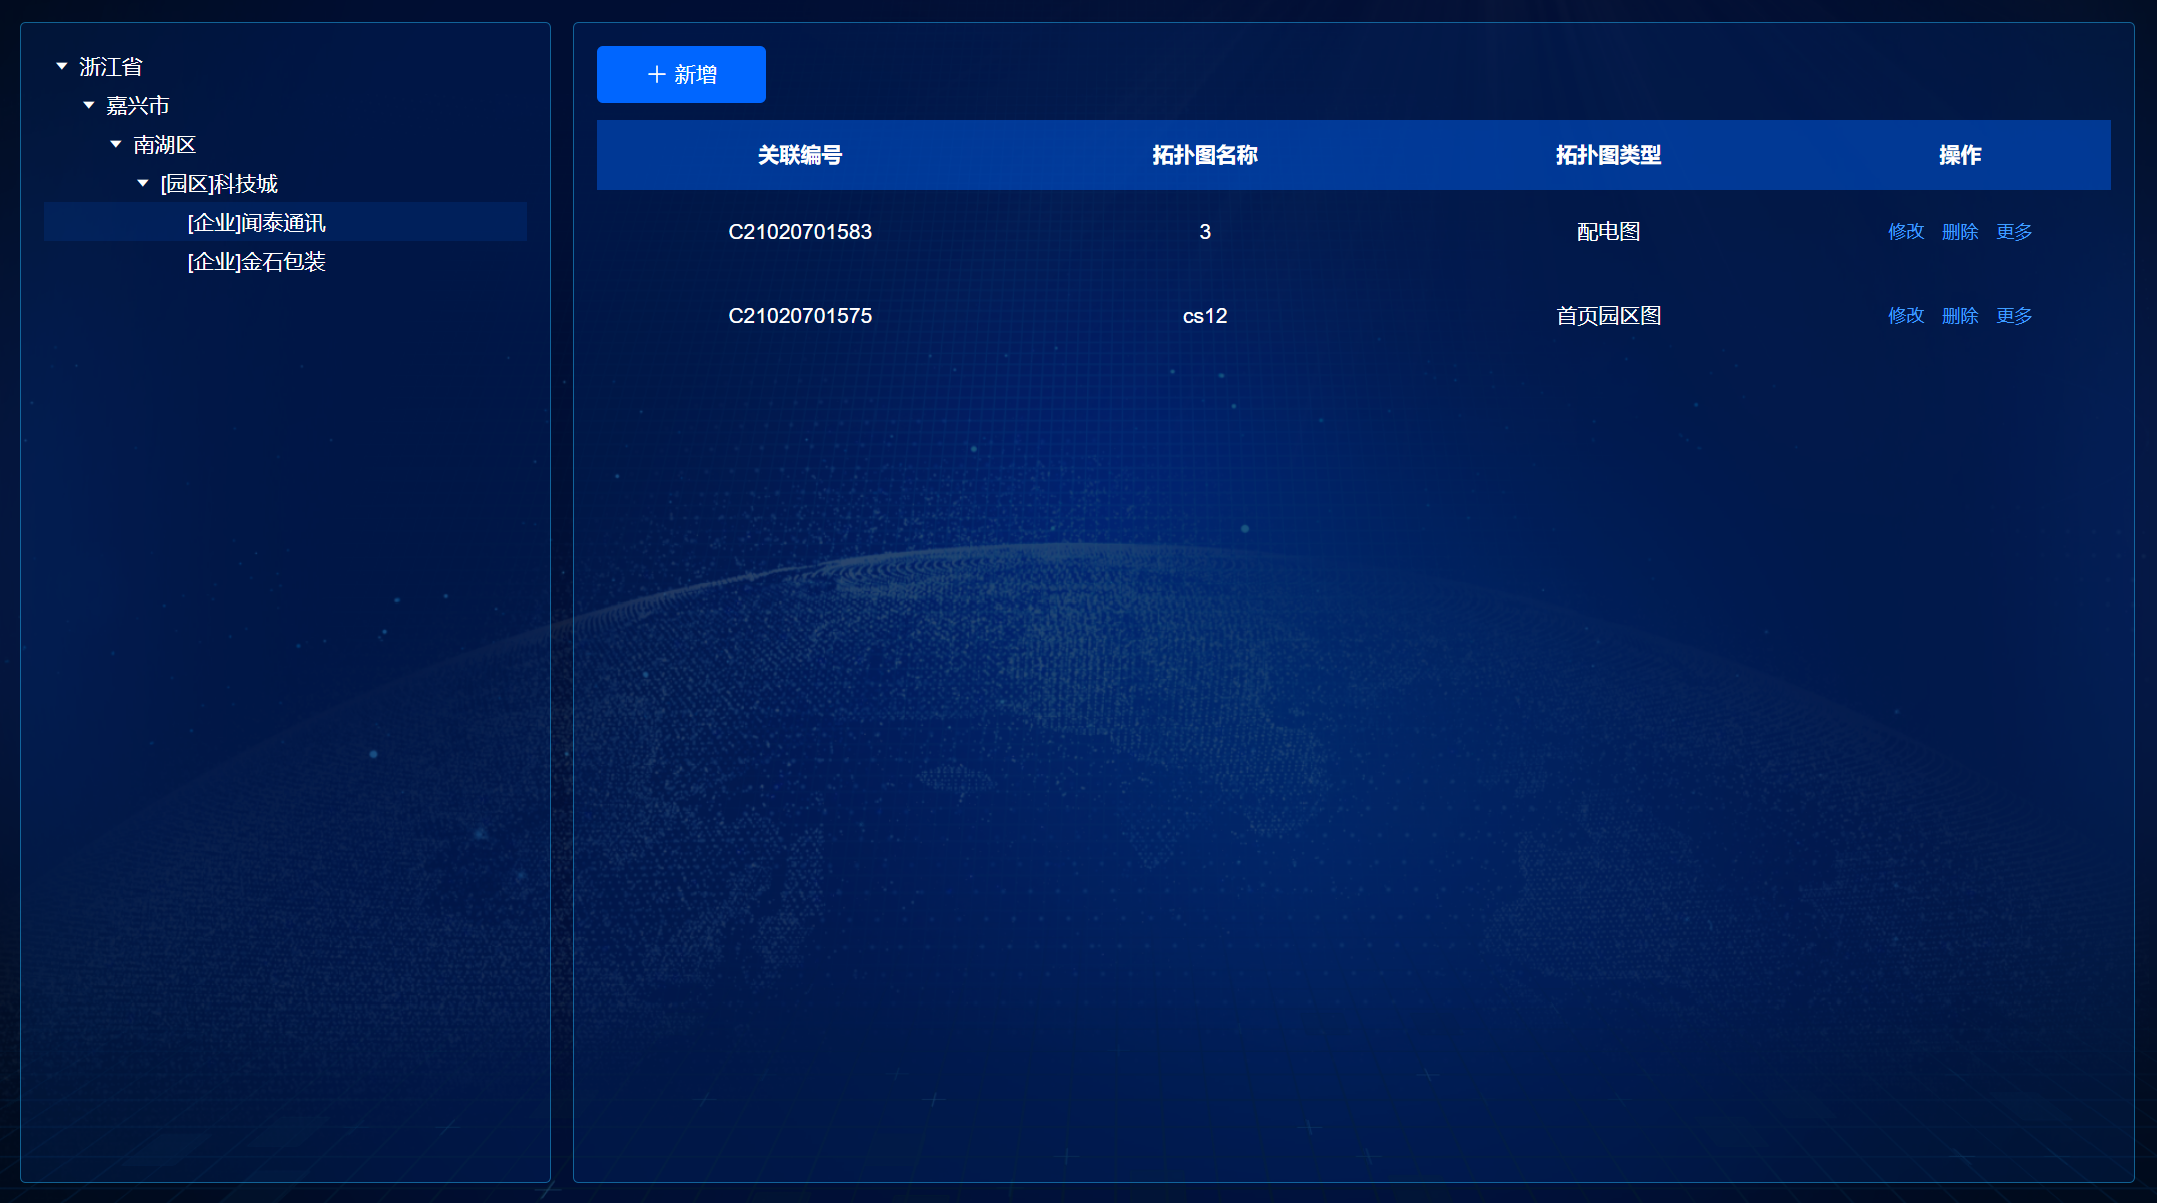 浙江省
嘉兴市
南湖区
[园区]科技城
[企业]闻泰通讯
[企业]金石包装
新增
关联编号 拓扑图名称 拓扑图类型 操作
C21020701583 3 配电图 修改 删除 更多
C21020701575 cs12 首页园区图 修改 删除 更多